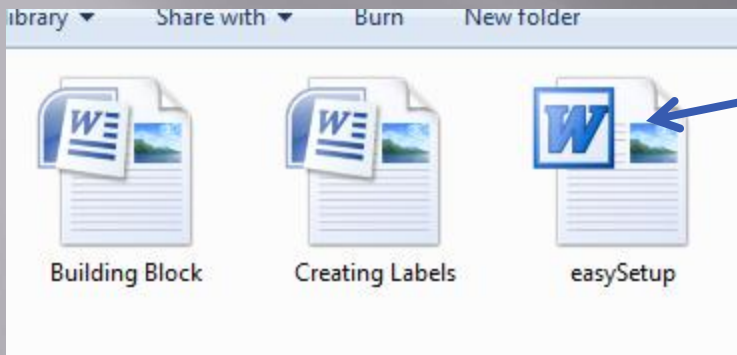 ibrary Share with Burn New folder
W W W
Building Block Creating Labels easySetup